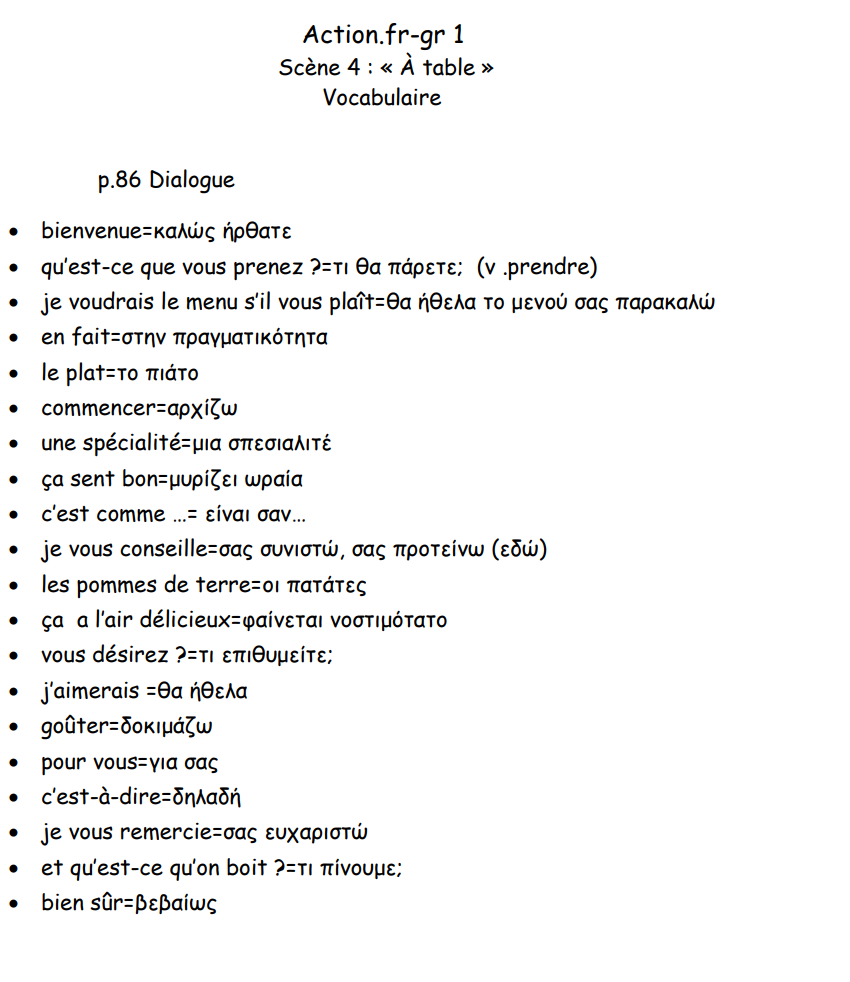 Action.fr-gr 1
Scène 4 : « À table »
Vocabulaire
p.86 Dialogue
• bienvenue=καλώς ήρθατε
• qu’est-ce que vous prenez ?=τι θα πάρετε;  (v .prendre)
• je voudrais le menu s’il vous plaît=θα ήθελα το μενού σας παρακαλώ
• en fait=στην πραγματικότητα
• le plat=το πιάτο
• commencer=αρχίζω
• une spécialité=μια σπεσιαλιτέ
• ça sent bon=μυρίζει ωραία
• c’est comme …= είναι σαν…
• je vous conseille=σας συνιστώ, σας προτείνω (εδώ)
• les pommes de terre=οι πατάτες
• ça  a l’air délicieux=φαίνεται νοστιμότατο
• vous désirez ?=τι επιθυμείτε;
• j’aimerais =θα ήθελα
• goûter=δοκιμάζω
• pour vous=για σας
• c’est-à-dire=δηλαδή
• je vous remercie=σας ευχαριστώ
• et qu’est-ce qu’on boit ?=τι πίνουμε;
• bien sûr=βεβαίως